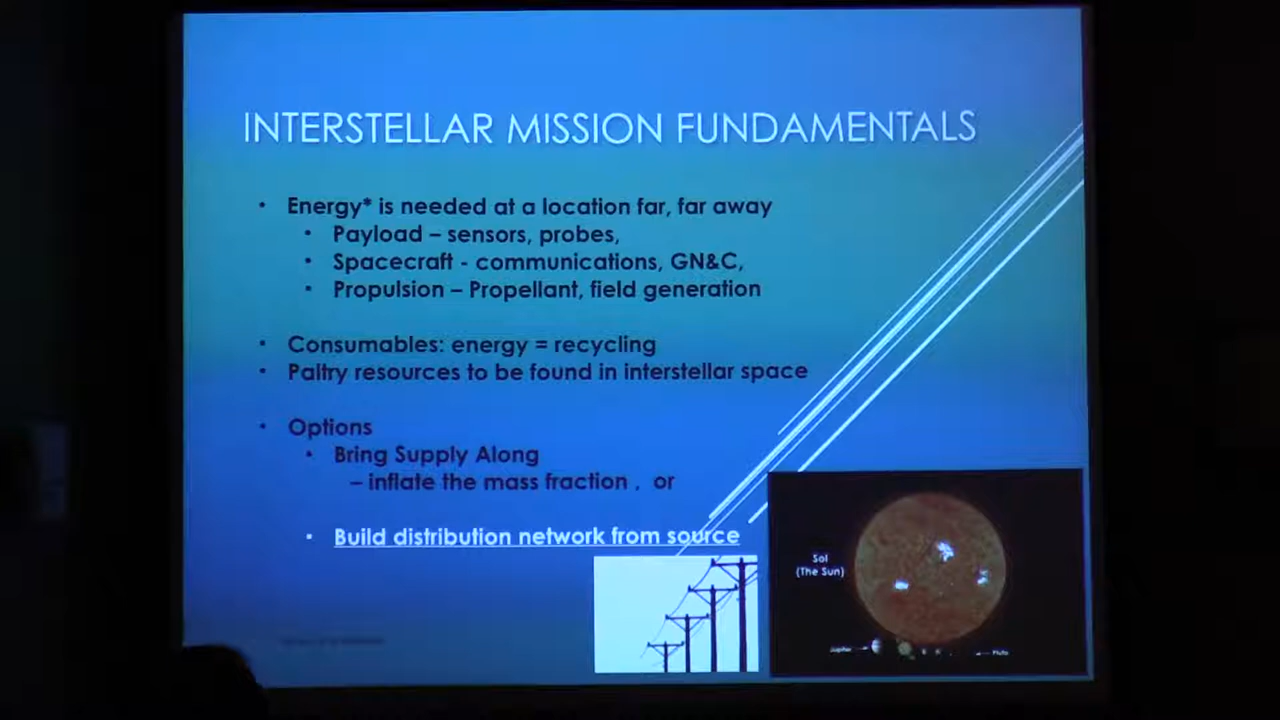 INTERSTELLAR MISSION FUNDAMENTALS
• Energy* is needed at a location far, far away
• Payload – sensors, probes,
• Spacecraft - communications, GN&C,
• Propulsion – Propellant, field generation
• Consumables: energy = recycling
• Paltry resources to be found in interstellar space
• Options
• Bring Supply Along
– inflate the mass fraction , or
• Build distribution network from source
Sol
(The Sun)
Jupiter
Pluto